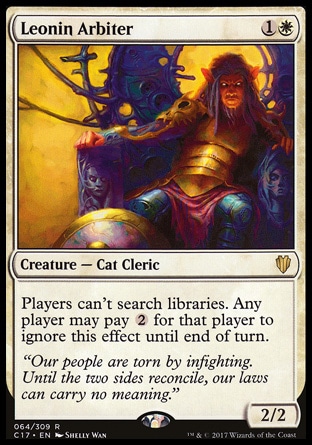 Leonin Arbiter 1
Creature — Cat Cleric
Players can't search libraries. Any
player may pay 2 for that player to
ignore this effect until end of turn.
“Our people are torn by infighting.
Until the two sides reconcile, our laws
can carry no meaning.”
2/2
064/309 R
C17 • EN Shelly Wan
™ & © 2017 Wizards of the Coast